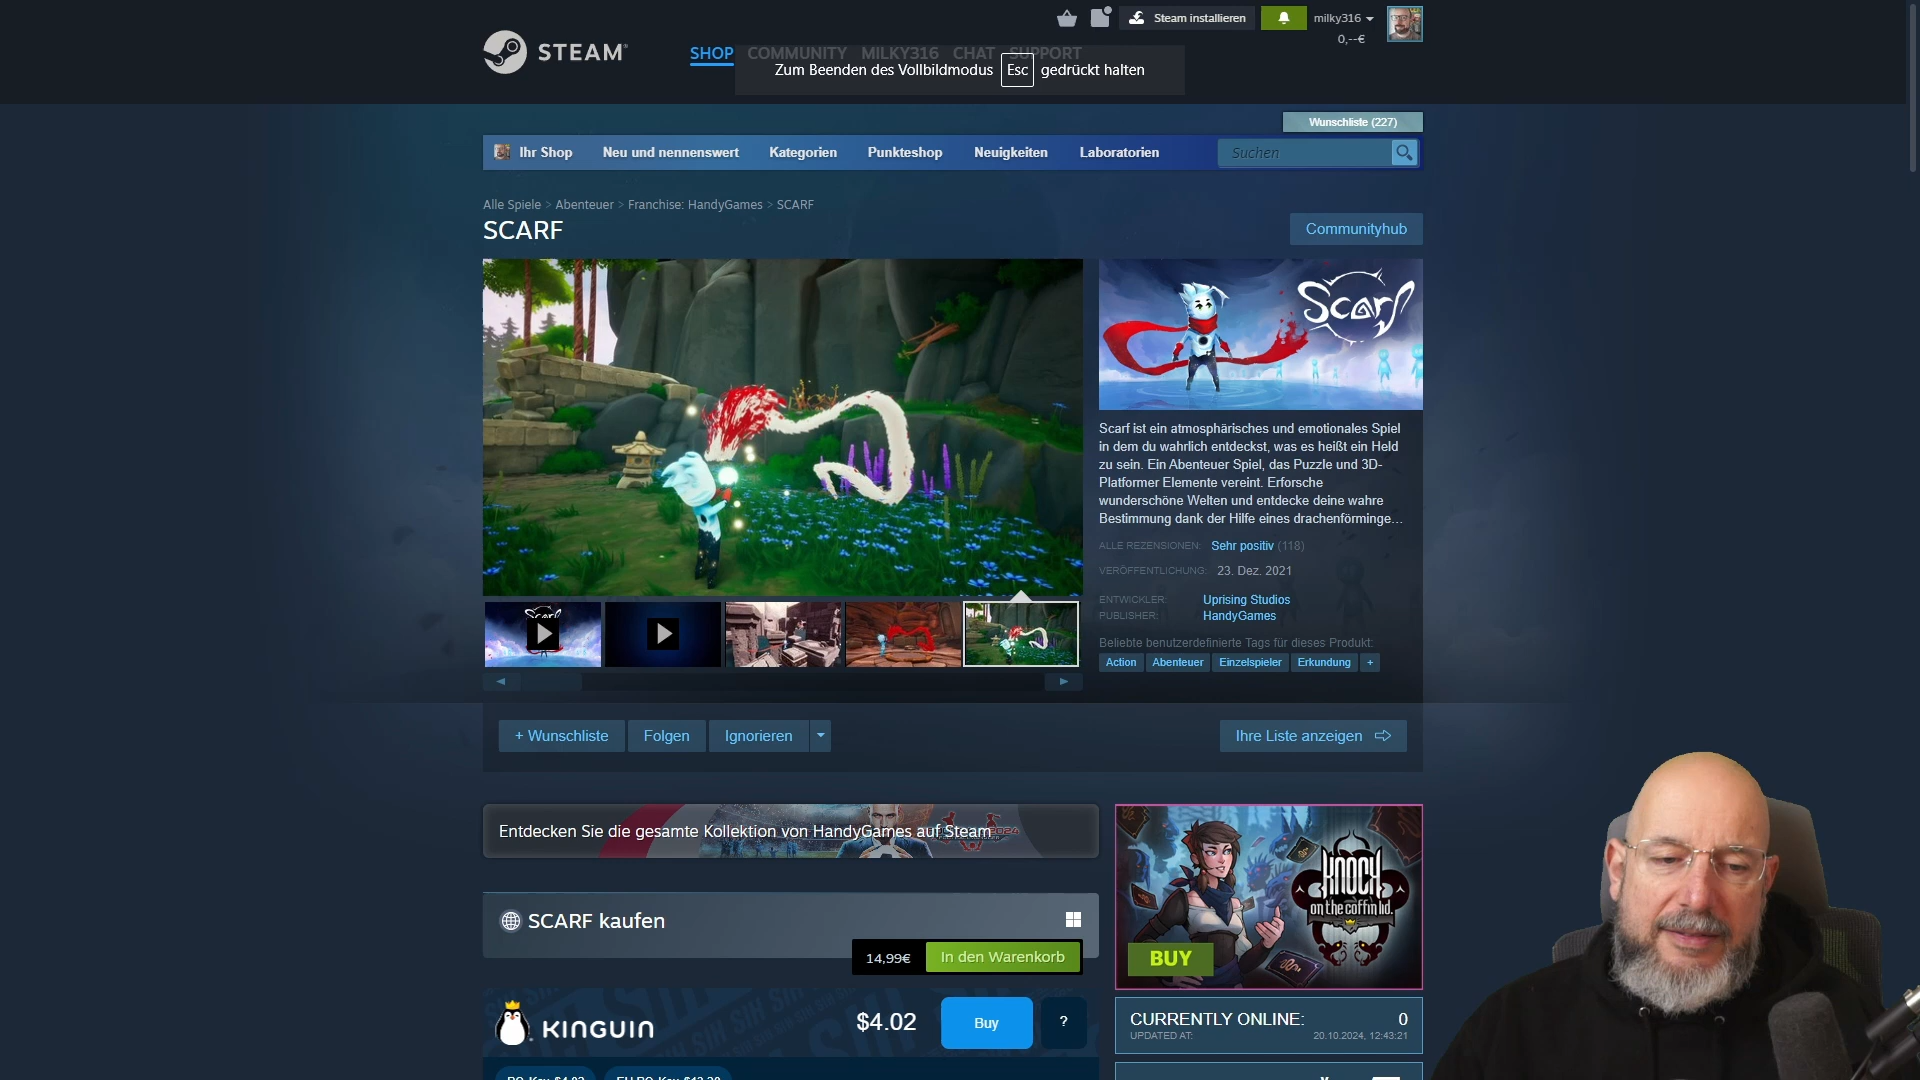 Steam installieren
milky316
0,--€
STEAM
SHOP COMMUNITY MILKY316 CHAT SUPPORT
Zum Beenden des Vollbildmodus Esc gedrückt halten
Wunschliste (227)
Ihr Shop Neu und nennenswert Kategorien Punkteshop Neuigkeiten Laboratorien Suchen
Alle Spiele > Abenteuer > Franchise: HandyGames > SCARF
SCARF
Communityhub
Scarf
Scarf ist ein atmosphärisches und emotionales Spiel
in dem du wahrlich entdeckst, was es heißt ein Held
zu sein. Ein Abenteuer Spiel, das Puzzle und 3D-
Platformer Elemente vereint. Erforsche
wunderschöne Welten und entdecke deine wahre
Bestimmung dank der Hilfe eines drachenförminge...
ALLE REZENSIONEN: Sehr positiv (118)
VERÖFFENTLICHUNG: 23. Dez. 2021
ENTWICKLER: Uprising Studios
PUBLISHER: HandyGames
Beliebte benutzerdefinierte Tags für dieses Produkt:
Action Abenteuer Einzelspieler Erkundung +
+ Wunschliste Folgen Ignorieren Ihre Liste anzeigen
Entdecken Sie die gesamte Kollektion von HandyGames auf Steam
SCARF kaufen
14,99€ In den Warenkorb
KNOCK
on the coffin lid.
BUY
KINGUIN $4.02 Buy ?
CURRENTLY ONLINE: 0
UPDATED AT: 20.10.2024, 12:43:21